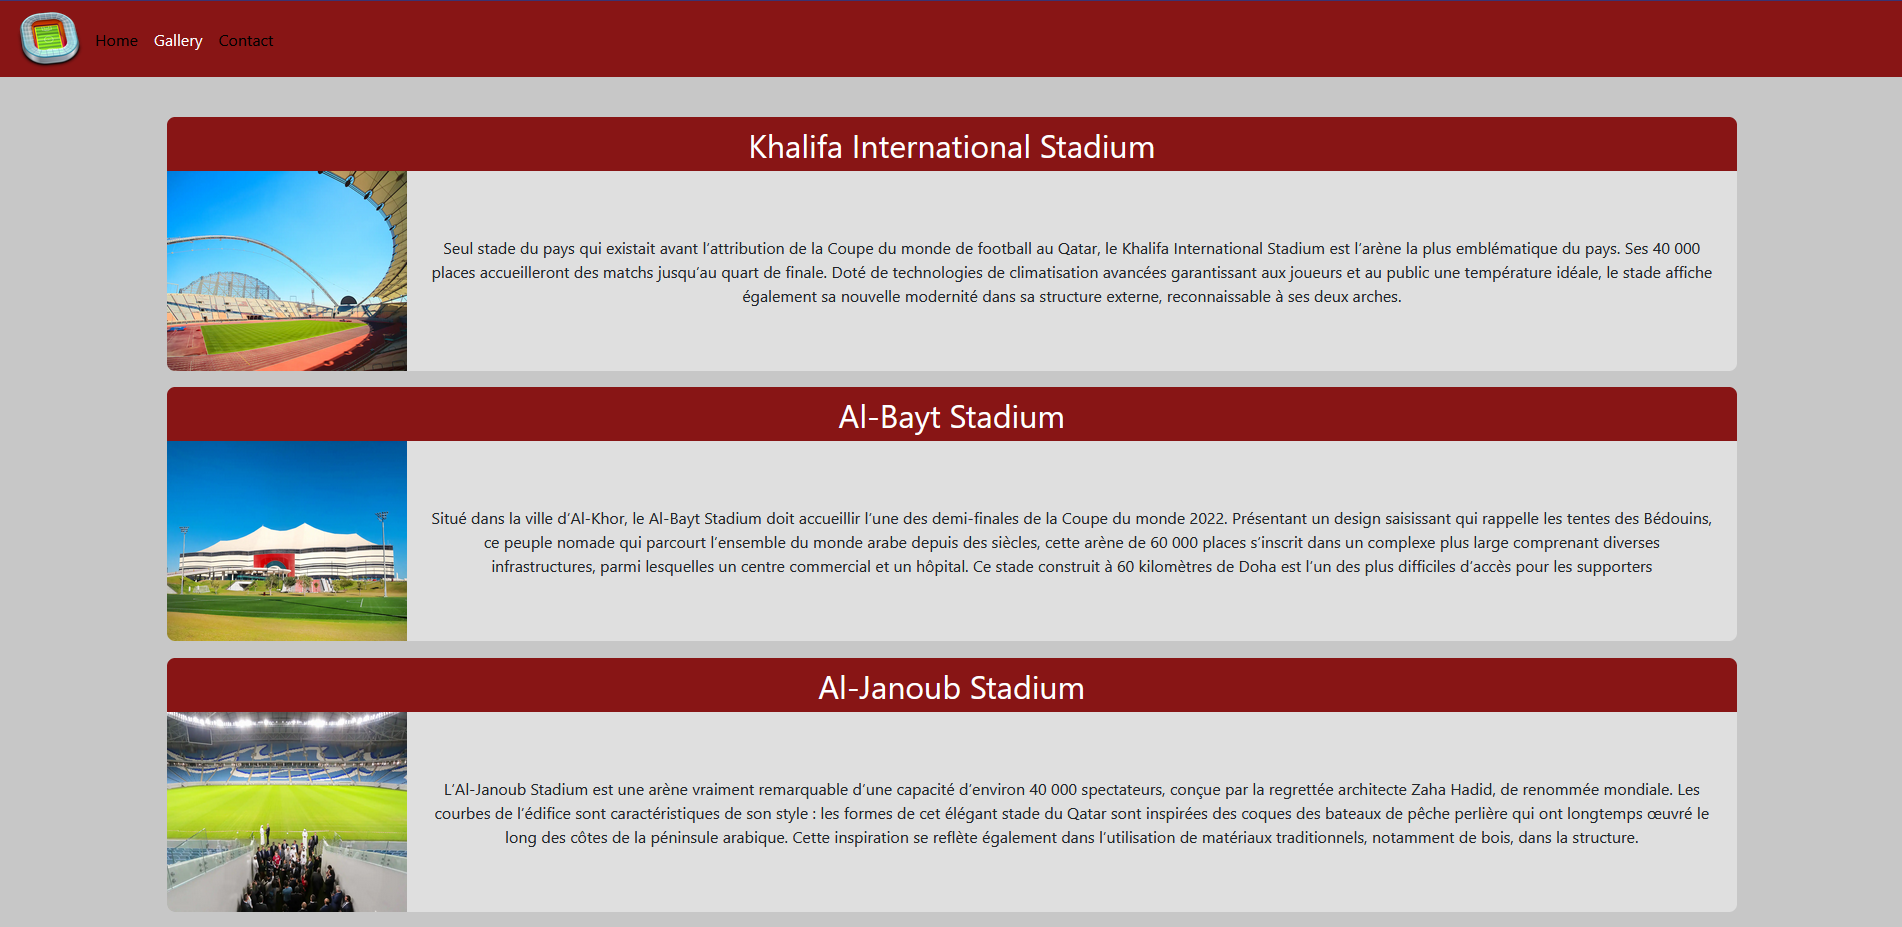 Home Gallery Contact
Khalifa International Stadium
Seul stade du pays qui existait avant l’attribution de la Coupe du monde de football au Qatar, le Khalifa International Stadium est l’arène la plus emblématique du pays. Ses 40 000
places accueilleront des matchs jusqu’au quart de finale. Doté de technologies de climatisation avancées garantissant aux joueurs et au public une température idéale, le stade affiche
également sa nouvelle modernité dans sa structure externe, reconnaissable à ses deux arches.
Al-Bayt Stadium
Situé dans la ville d’Al-Khor, le Al-Bayt Stadium doit accueillir l’une des demi-finales de la Coupe du monde 2022. Présentant un design saisissant qui rappelle les tentes des Bédouins,
ce peuple nomade qui parcourt l’ensemble du monde arabe depuis des siècles, cette arène de 60 000 places s’inscrit dans un complexe plus large comprenant diverses
infrastructures, parmi lesquelles un centre commercial et un hôpital. Ce stade construit à 60 kilomètres de Doha est l’un des plus difficiles d’accès pour les supporters
Al-Janoub Stadium
L’Al-Janoub Stadium est une arène vraiment remarquable d’une capacité d’environ 40 000 spectateurs, conçue par la regrettée architecte Zaha Hadid, de renommée mondiale. Les
courbes de l’édifice sont caractéristiques de son style : les formes de cet élégant stade du Qatar sont inspirées des coques des bateaux de pêche perlière qui ont longtemps œuvré le
long des côtes de la péninsule arabique. Cette inspiration se reflète également dans l’utilisation de matériaux traditionnels, notamment de bois, dans la structure.